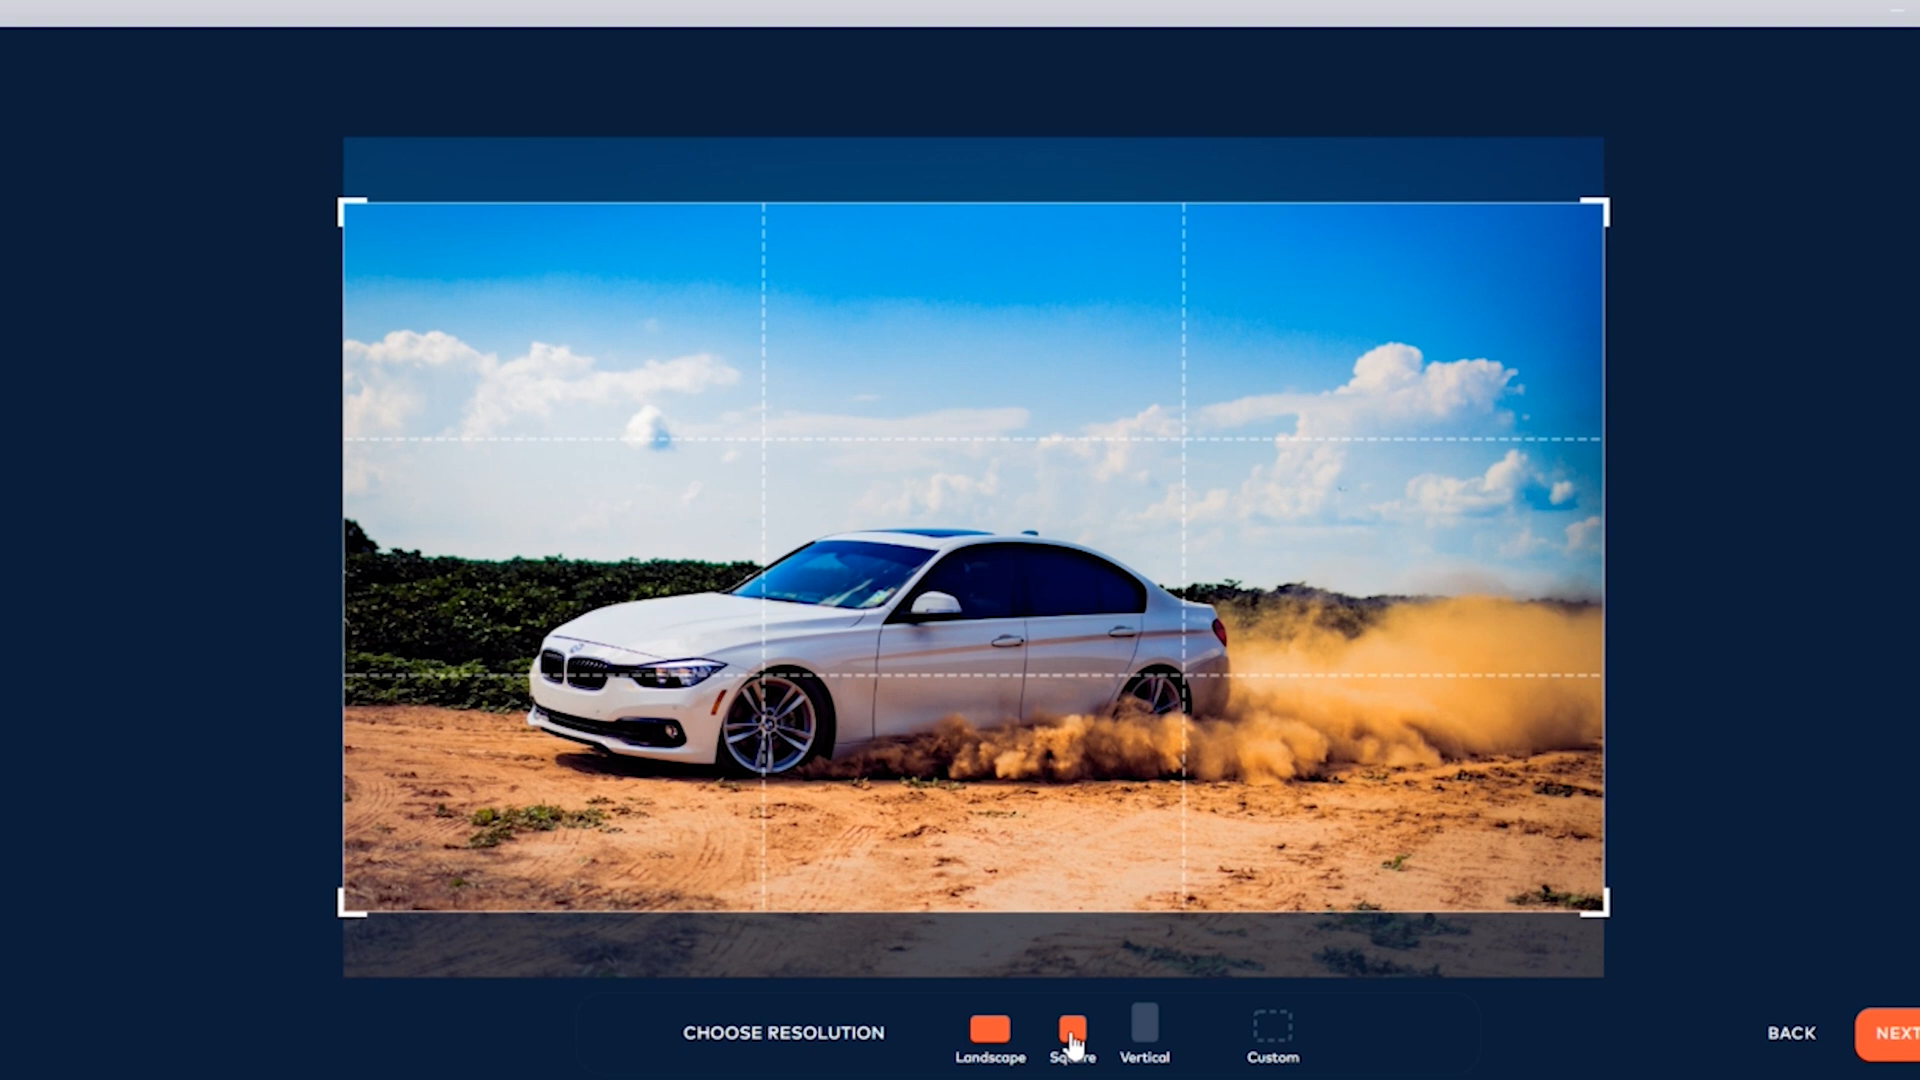 CHOOSE RESOLUTION
Landscape
Vertical
Custom
BACK
NEXT